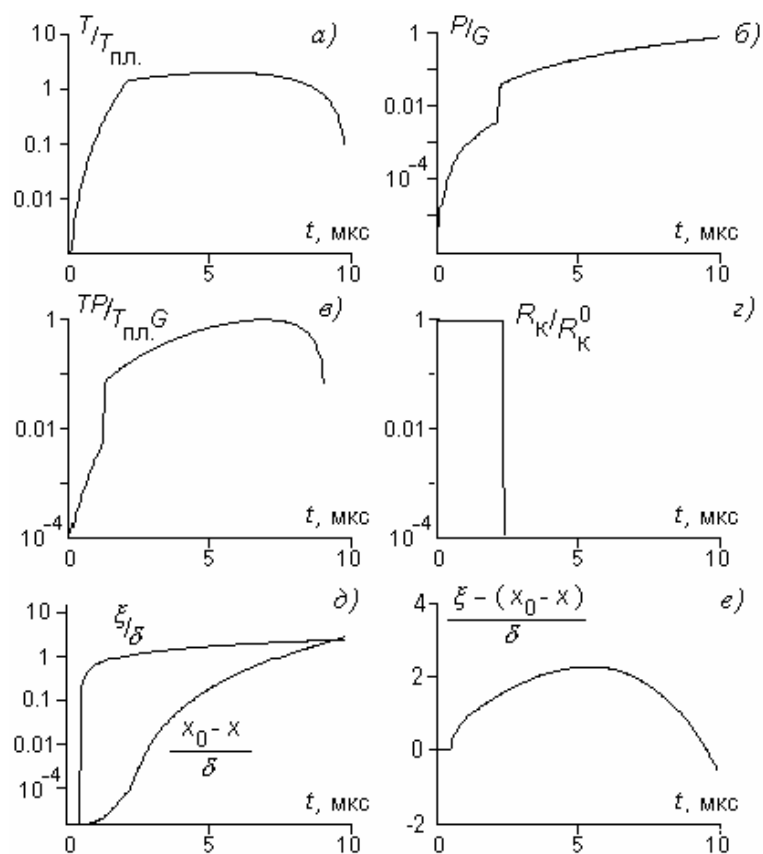 T/Tпл. а)
10
1
0.1
0.01
t, мкс
0 5 10
P/G б)
1
0.01
10⁻⁴
t, мкс
0 5 10
TP/Tпл.G в)
1
0.01
10⁻⁴
t, мкс
0 5 10
Rк/Rк⁰ г)
1
0.01
10⁻⁴
t, мкс
0 5 10
ξ/δ д)
10
1
0.1
0.01
10⁻⁴
x₀ - x
δ
t, мкс
0 5 10
ξ - (x₀ - x) е)
δ
4
2
0
-2
t, мкс
0 5 10